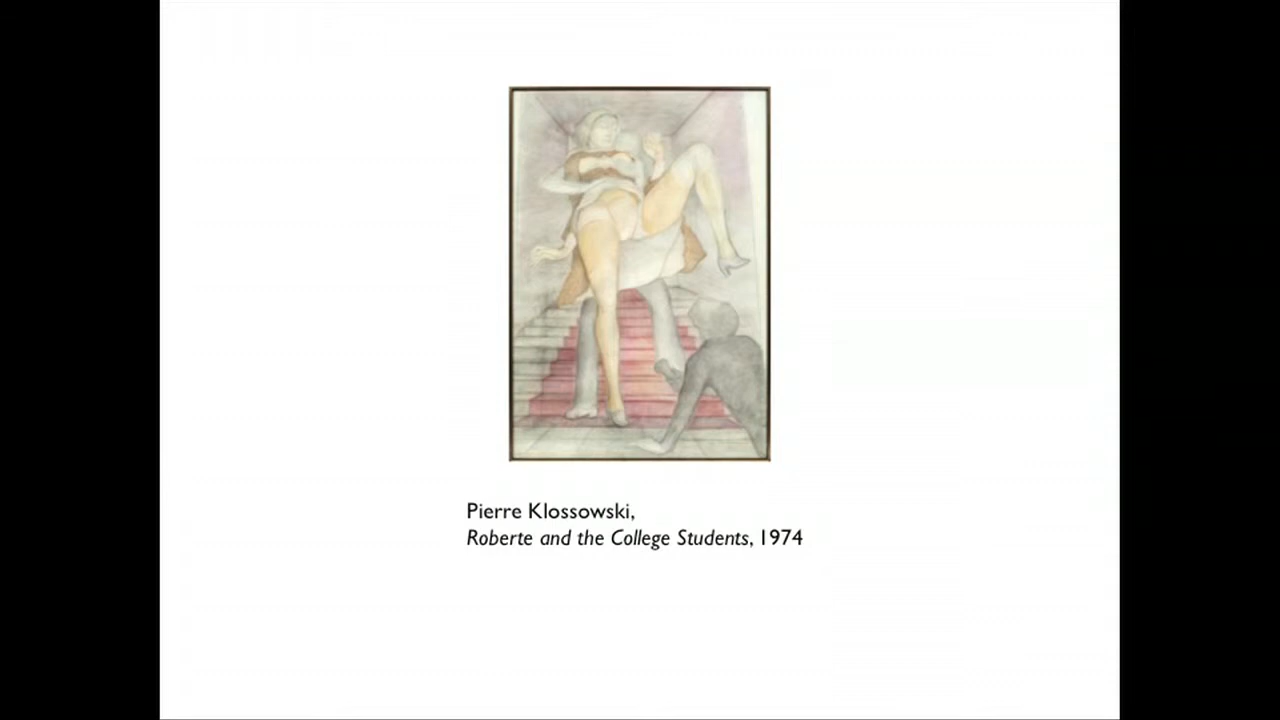 Pierre Klossowski,
Roberte and the College Students, 1974